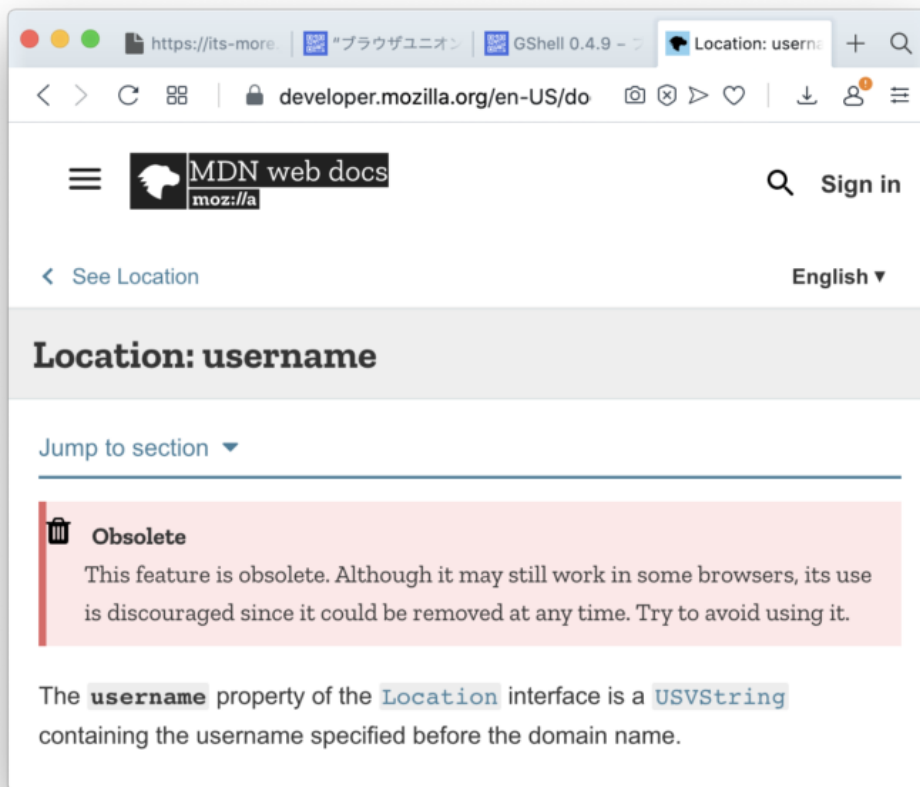 https://its-more.
"ブラウザユニオン
GShell 0.4.9 –
Location: userna
developer.mozilla.org/en-US/do
MDN web docs
moz://a
Sign in
See Location
English ▼
Location: username
Jump to section
Obsolete
This feature is obsolete. Although it may still work in some browsers, its use
is discouraged since it could be removed at any time. Try to avoid using it.
The username property of the Location interface is a USVString
containing the username specified before the domain name.